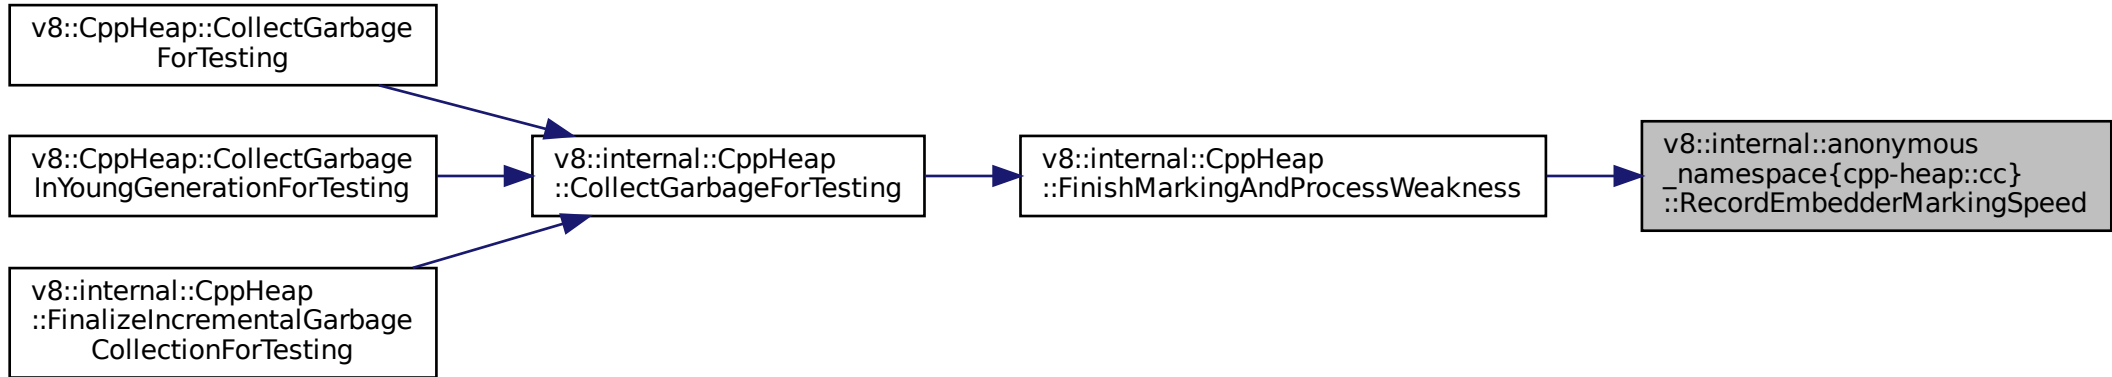 v8::CppHeap::CollectGarbage
ForTesting
v8::CppHeap::CollectGarbage
InYoungGenerationForTesting
v8::internal::CppHeap
::FinalizeIncrementalGarbage
CollectionForTesting
v8::internal::CppHeap
::CollectGarbageForTesting
v8::internal::CppHeap
::FinishMarkingAndProcessWeakness
v8::internal::anonymous
_namespace{cpp-heap::cc}
::RecordEmbedderMarkingSpeed